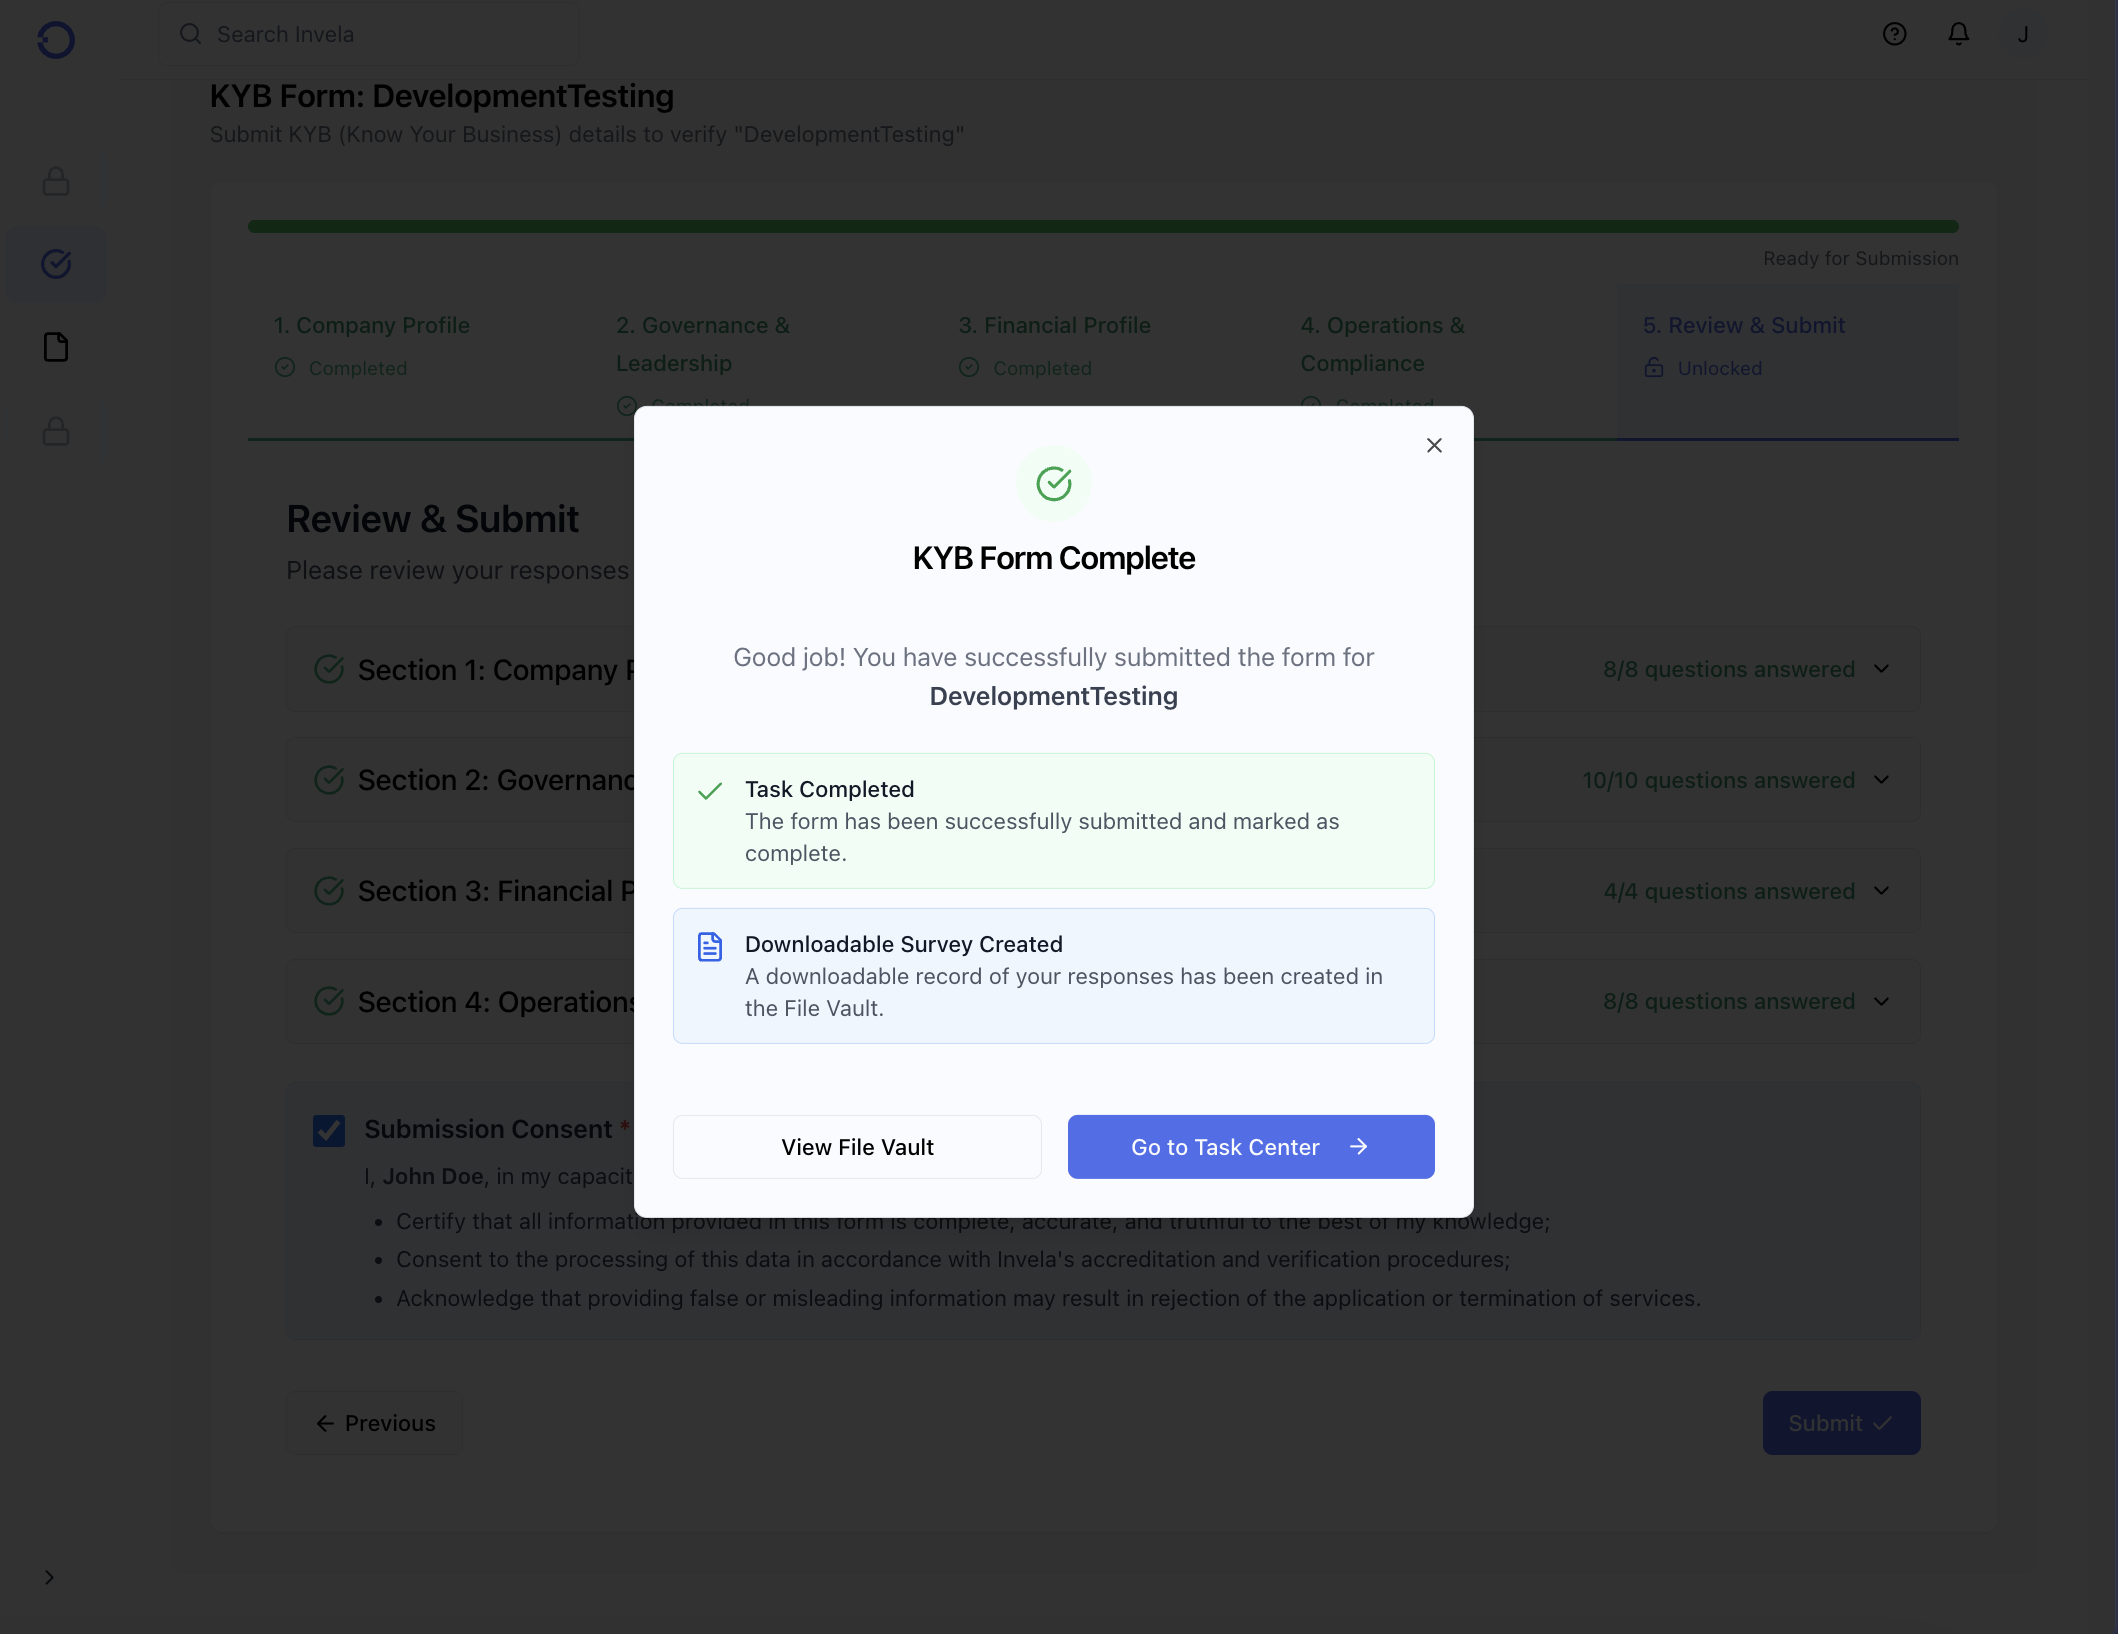 Search Invela
J
KYB Form: DevelopmentTesting
Submit KYB (Know Your Business) details to verify "DevelopmentTesting"
Ready for Submission
1. Company Profile
Completed
2. Governance &
Leadership
Completed
3. Financial Profile
Completed
4. Operations &
Compliance
Completed
5. Review & Submit
Unlocked
Review & Submit
Please review your responses
Section 1: Company
8/8 questions answered
Section 2:
10/10 questions answered
Section 3: Financial
4/4 questions answered
Section 4: Operations
8/8 questions answered
Submission Consent *
I, John Doe, in my
Certify that all information provided in this form is complete, accurate, and truthful to the best of my knowledge;
Consent to the processing of this data in accordance with Invela's accreditation and verification procedures;
Acknowledge that providing false or misleading information may result in rejection of the application or termination of services.
Previous
Submit
KYB Form Complete
Good job! You have successfully submitted the form for
DevelopmentTesting
Task Completed
The form has been successfully submitted and marked as
complete.
Downloadable Survey Created
A downloadable record of your responses has been created in
the File Vault.
View File Vault
Go to Task Center